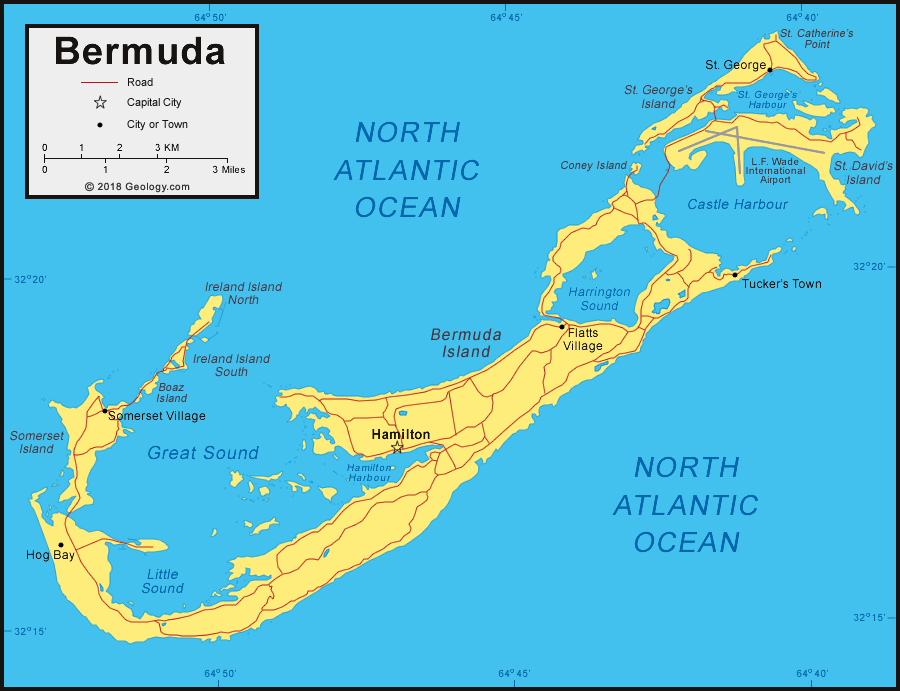 64° 50'
64° 45'
64° 40'
Bermuda
Road
Capital City
City or Town
0 1 2 3 KM
0 1 2 3 Miles
© 2018 Geology.com
St. Catherine's
Point
St. George
St. George's
Island
St. George's
Harbour
NORTH
ATLANTIC
OCEAN
Coney Island
L.F. Wade
International
Airport
St. David's
Island
Castle Harbour
32° 20'
32° 20'
Tucker's Town
Ireland Island
North
Harrington
Sound
Bermuda
Island
Flatts
Village
Ireland Island
South
Boaz
Island
Somerset Village
Somerset
Island
Great Sound
Hamilton
Hamilton
Harbour
NORTH
ATLANTIC
OCEAN
Hog Bay
Little
Sound
32° 15'
32° 15'
64° 50'
64° 45'
64° 40'